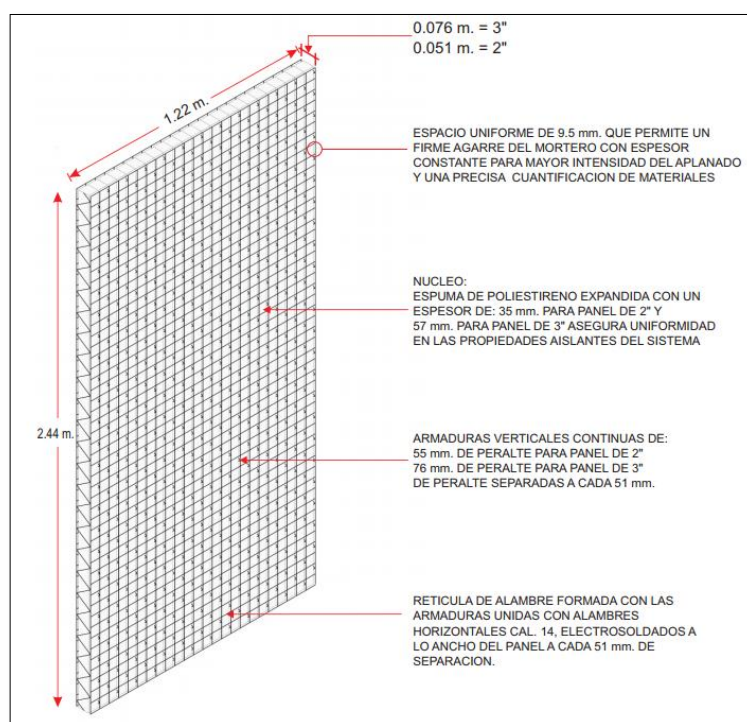 0.076 m. = 3"
0.051 m. = 2"
1.22 m.
ESPACIO UNIFORME DE 9.5 mm. QUE PERMITE UN
FIRME AGARRE DEL MORTERO CON ESPESOR
CONSTANTE PARA MAYOR INTENSIDAD DEL APLANADO
Y UNA PRECISA CUANTIFICACION DE MATERIALES
NUCLEO:
ESPUMA DE POLIESTIRENO EXPANDIDA CON UN
ESPESOR DE: 35 mm. PARA PANEL DE 2" Y
57 mm. PARA PANEL DE 3" ASEGURA UNIFORMIDAD
EN LAS PROPIEDADES AISLANTES DEL SISTEMA
2.44 m.
ARMADURAS VERTICALES CONTINUAS DE:
55 mm. DE PERALTE PARA PANEL DE 2"
76 mm. DE PERALTE PARA PANEL DE 3"
DE PERALTE SEPARADAS A CADA 51 mm.
RETICULA DE ALAMBRE FORMADA CON LAS
ARMADURAS UNIDAS CON ALAMBRES
HORIZONTALES CAL. 14, ELECTROSOLDADOS A
LO ANCHO DEL PANEL A CADA 51 mm. DE
SEPARACION.